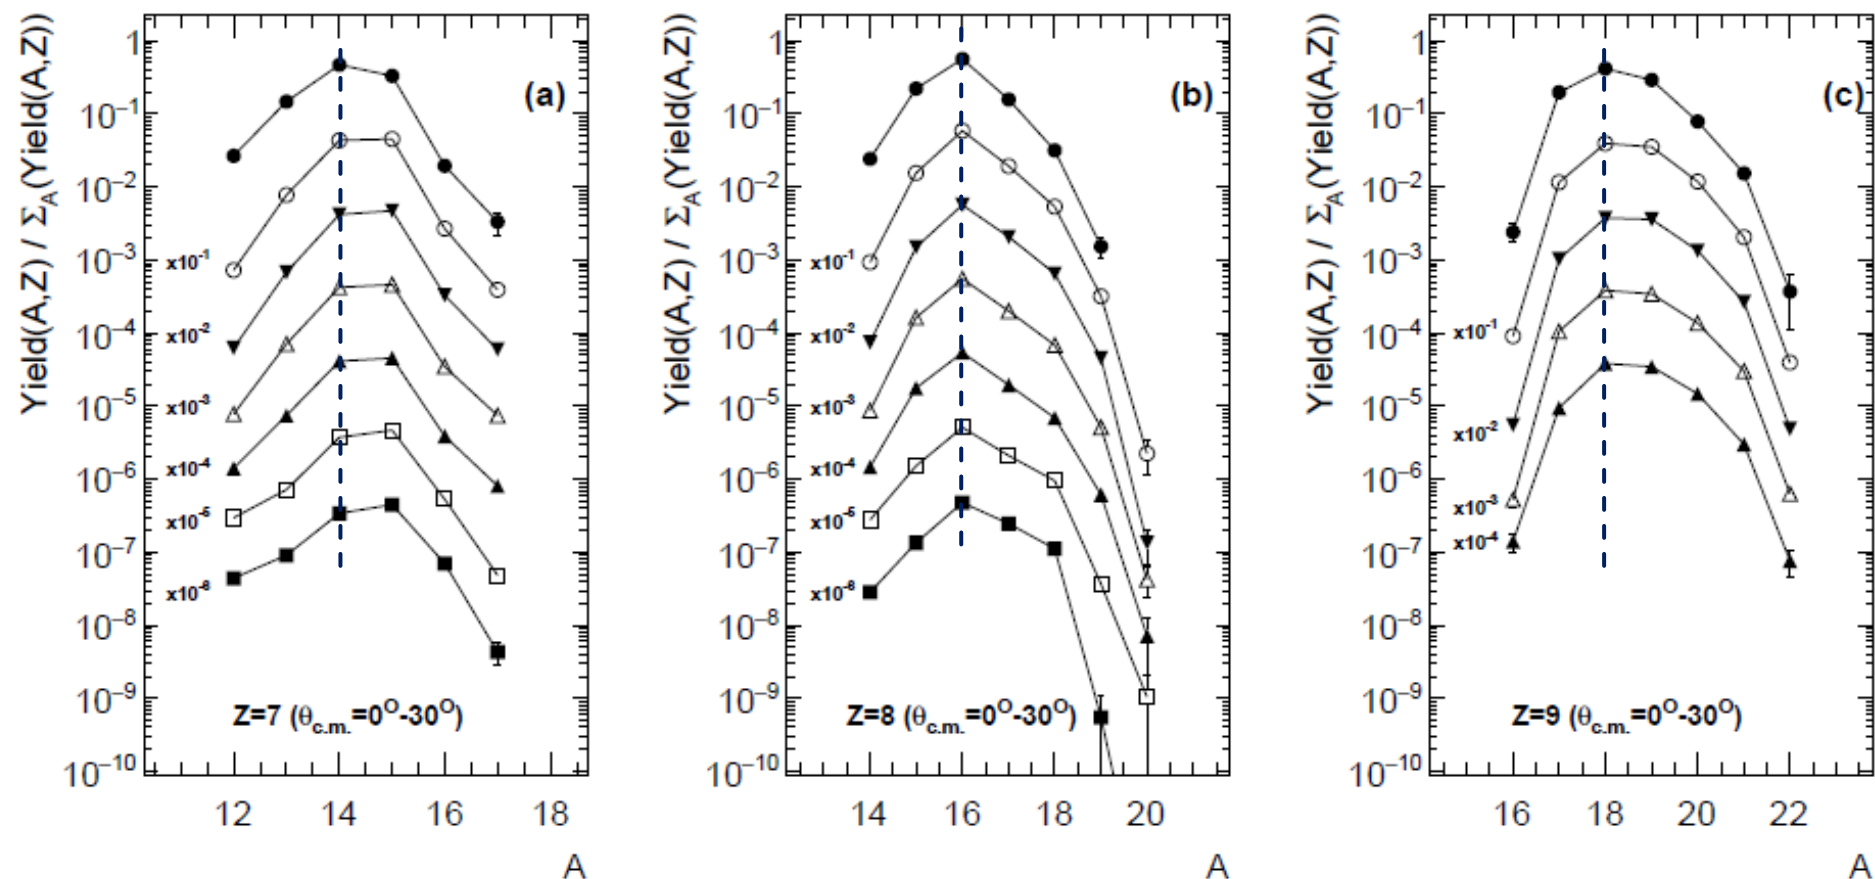 Yield(A,Z) / Σ_A(Yield(A,Z))
1
10⁻¹
10⁻²
10⁻³
10⁻⁴
10⁻⁵
10⁻⁶
10⁻⁷
10⁻⁸
10⁻⁹
10⁻¹⁰
(a)
x10⁻¹
x10⁻²
x10⁻³
x10⁻⁴
x10⁻⁵
x10⁻⁶
Z=7 (θc.m.=0°-30°)
12 14 16 18
A
Yield(A,Z) / Σ_A(Yield(A,Z))
1
10⁻¹
10⁻²
10⁻³
10⁻⁴
10⁻⁵
10⁻⁶
10⁻⁷
10⁻⁸
10⁻⁹
10⁻¹⁰
(b)
x10⁻¹
x10⁻²
x10⁻³
x10⁻⁴
x10⁻⁵
x10⁻⁶
Z=8 (θc.m.=0°-30°)
14 16 18 20
A
Yield(A,Z) / Σ_A(Yield(A,Z))
1
10⁻¹
10⁻²
10⁻³
10⁻⁴
10⁻⁵
10⁻⁶
10⁻⁷
10⁻⁸
10⁻⁹
10⁻¹⁰
(c)
x10⁻¹
x10⁻²
x10⁻³
x10⁻⁴
Z=9 (θc.m.=0°-30°)
16 18 20 22
A